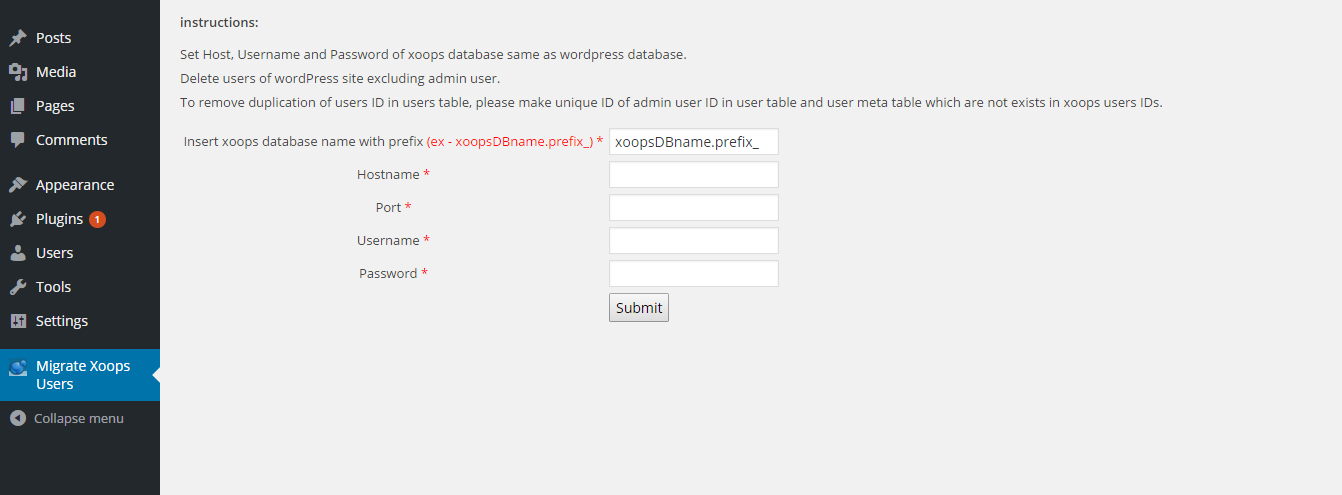 Posts
Media
Pages
Comments
Appearance
Plugins 1
Users
Tools
Settings
Migrate Xoops
Users
Collapse menu
instructions:
Set Host, Username and Password of xoops database same as wordpress database.
Delete users of wordPress site excluding admin user.
To remove duplication of users ID in users table, please make unique ID of admin user ID in user table and user meta table which are not exists in xoops users IDs.
Insert xoops database name with prefix (ex - xoopsDBname.prefix_) * xoopsDBname.prefix_
Hostname *
Port *
Username *
Password *
Submit